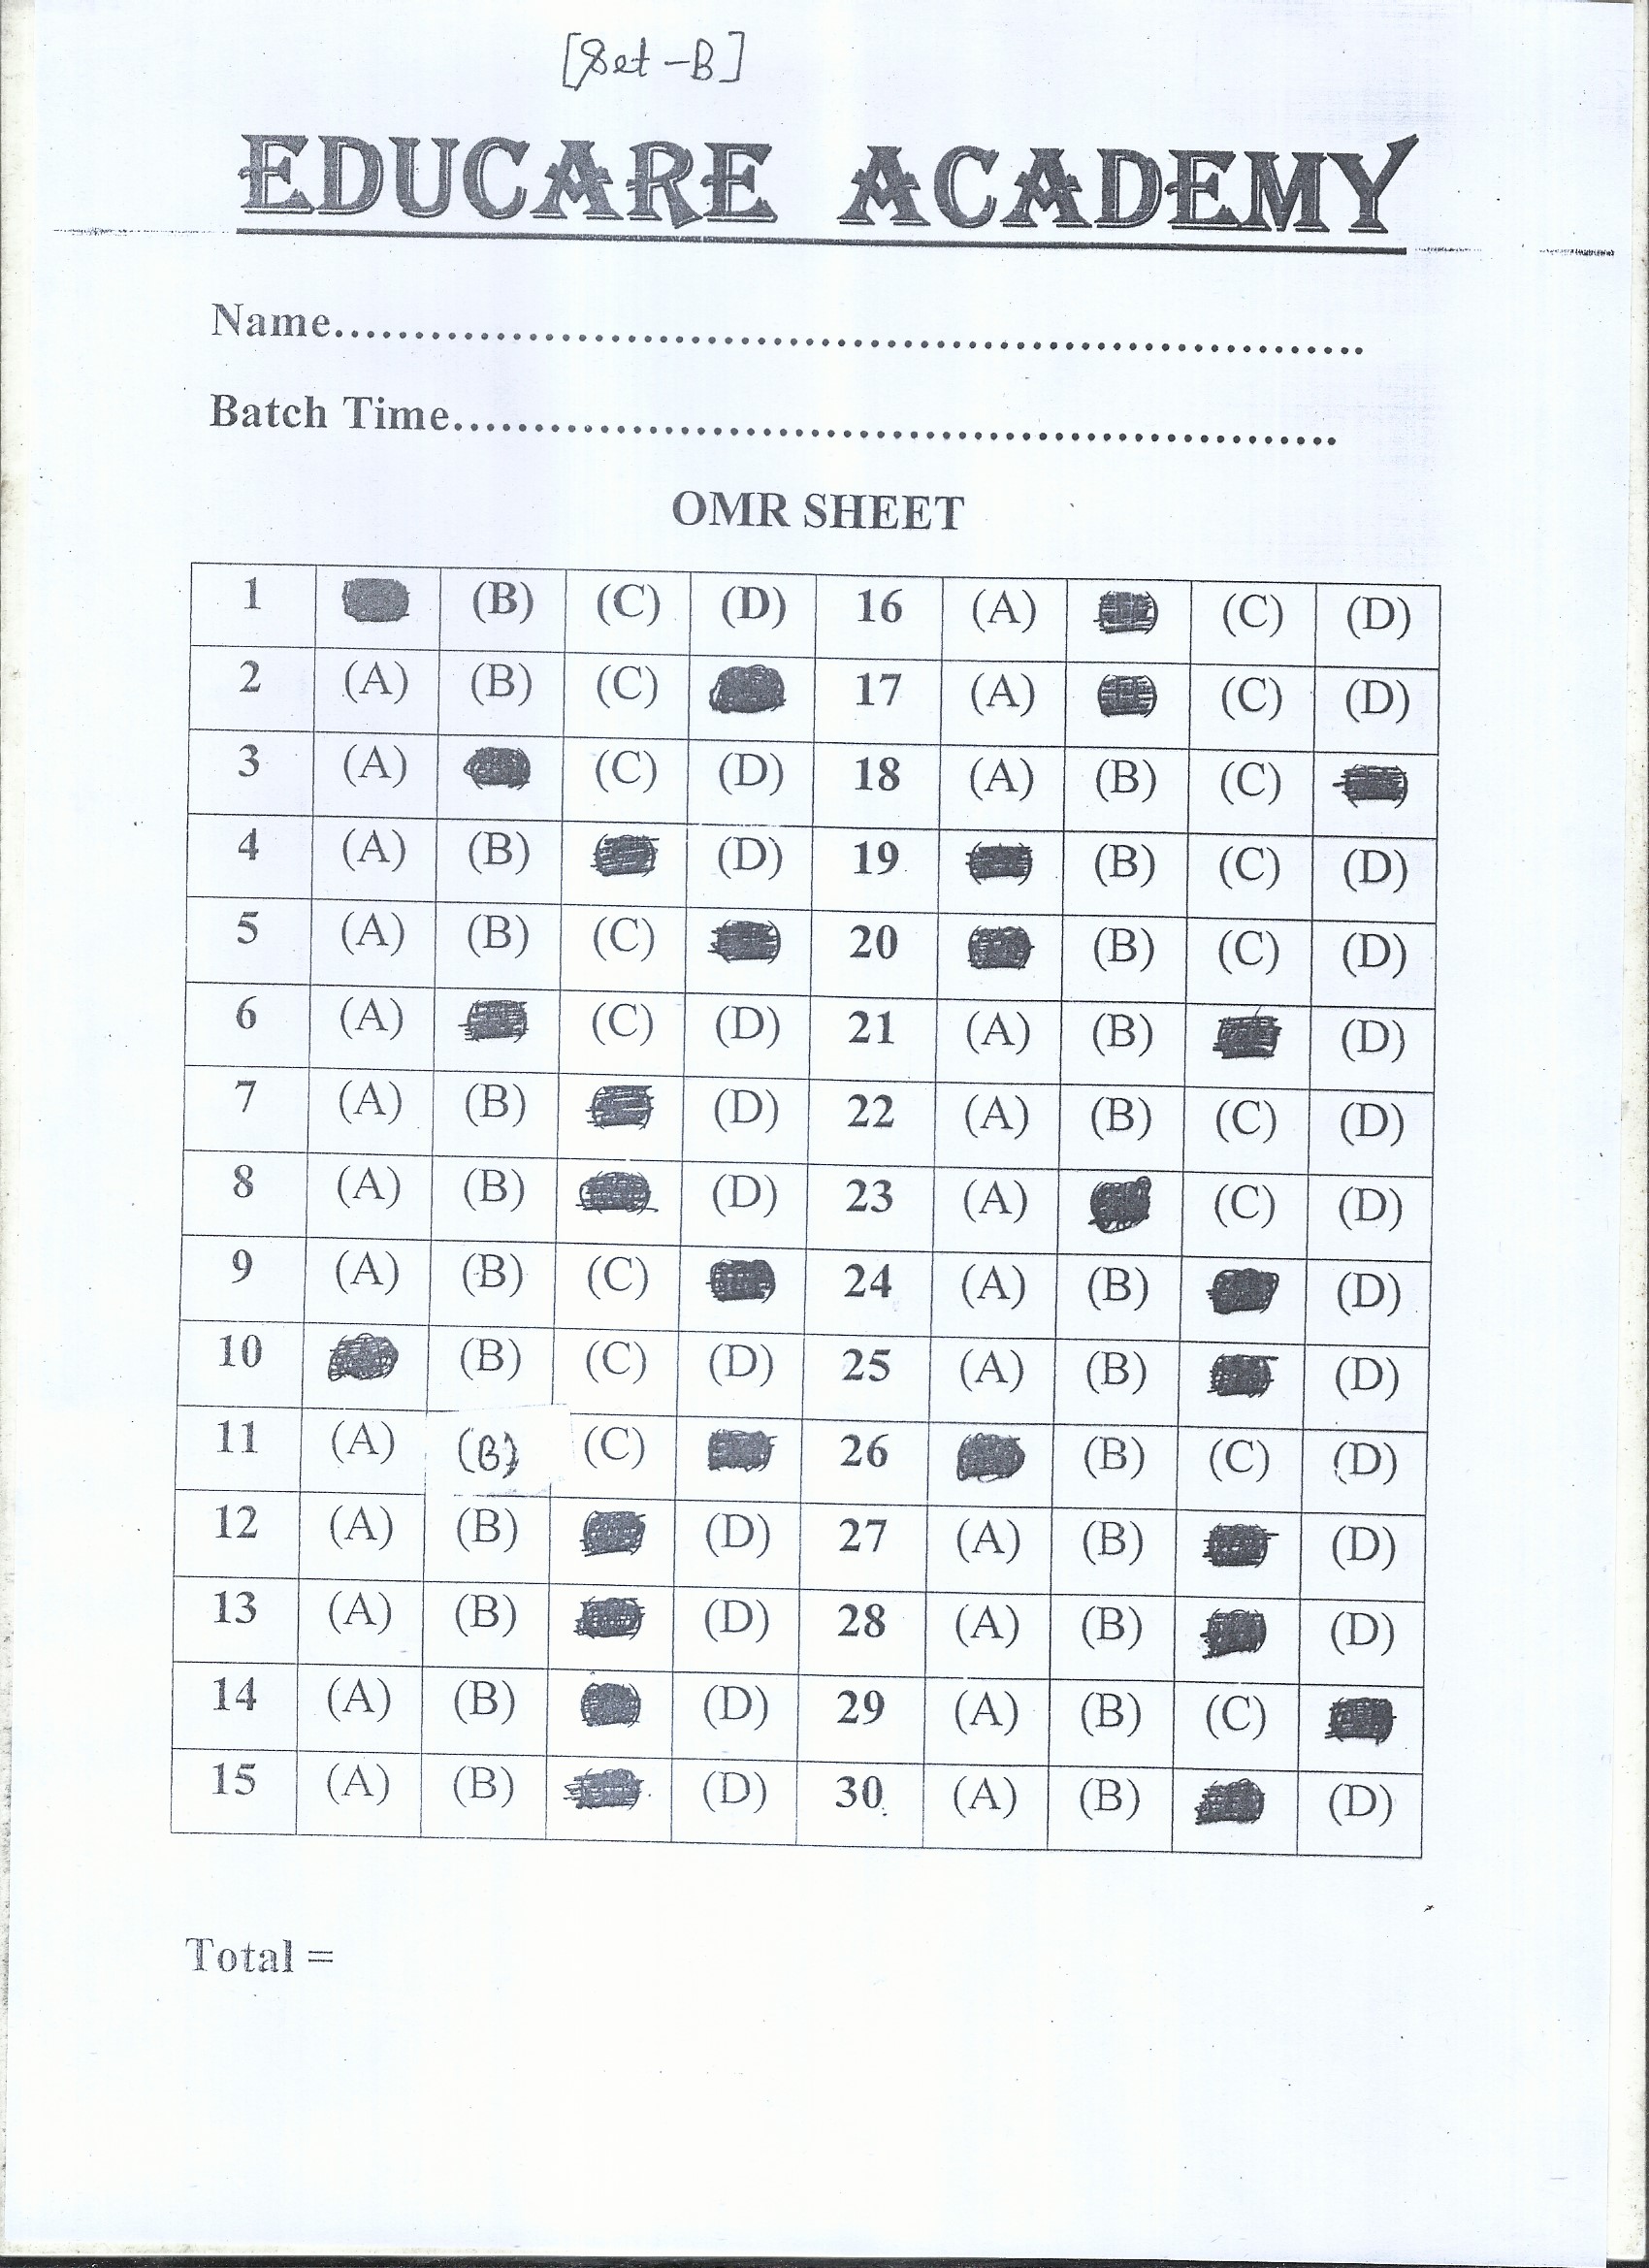 [Set-B]
EDUCARE ACADEMY
Name.................................................................
Batch Time.......................................................
OMR SHEET
1 (B) (C) (D) 16 (A) (C) (D)
2 (A) (B) (C) 17 (A) (C) (D)
3 (A) (C) (D) 18 (A) (B) (C)
4 (A) (B) (D) 19 (B) (C) (D)
5 (A) (B) (C) 20 (B) (C) (D)
6 (A) (C) (D) 21 (A) (B) (D)
7 (A) (B) (D) 22 (A) (B) (C) (D)
8 (A) (B) (D) 23 (A) (C) (D)
9 (A) (B) (C) 24 (A) (B) (D)
10 (B) (C) (D) 25 (A) (B) (D)
11 (A) (B) (C) 26 (B) (C) (D)
12 (A) (B) (D) 27 (A) (B) (D)
13 (A) (B) (D) 28 (A) (B) (D)
14 (A) (B) (D) 29 (A) (B) (C)
15 (A) (B) (D) 30 (A) (B) (D)
Total =